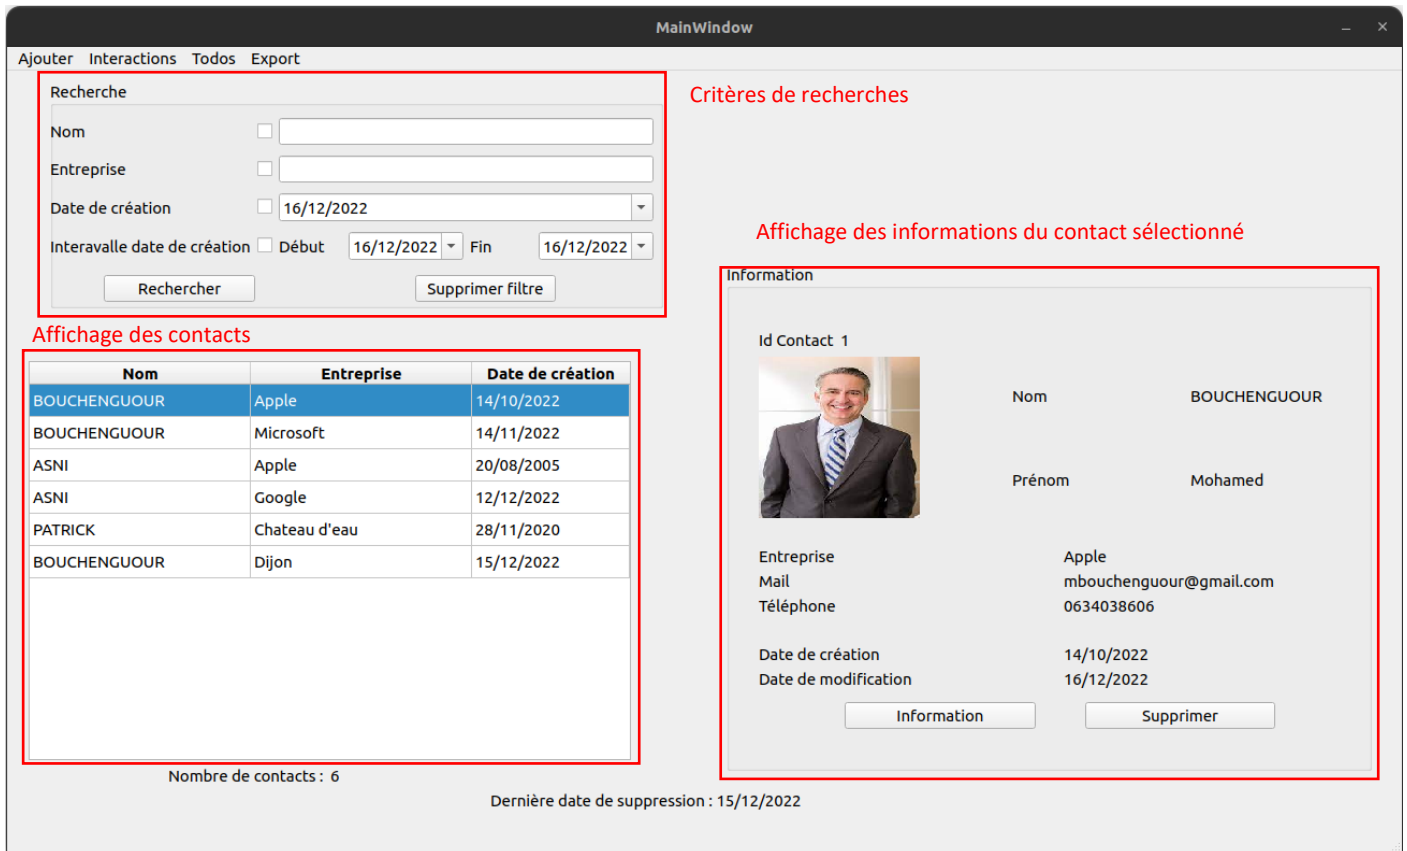 MainWindow
Ajouter Interactions Todos Export
Recherche
Critères de recherches
Nom
Entreprise
Date de création 16/12/2022
Interavalle date de création Début 16/12/2022 Fin 16/12/2022
Rechercher Supprimer filtre
Affichage des contacts
Nom Entreprise Date de création
BOUCHENGUOUR Apple 14/10/2022
BOUCHENGUOUR Microsoft 14/11/2022
ASNI Apple 20/08/2005
ASNI Google 12/12/2022
PATRICK Chateau d'eau 28/11/2020
BOUCHENGUOUR Dijon 15/12/2022
Nombre de contacts : 6
Affichage des informations du contact sélectionné
Information
Id Contact 1
Nom BOUCHENGUOUR
Prénom Mohamed
Entreprise Apple
Mail mbouchenguour@gmail.com
Téléphone 0634038606
Date de création 14/10/2022
Date de modification 16/12/2022
Information Supprimer
Dernière date de suppression : 15/12/2022